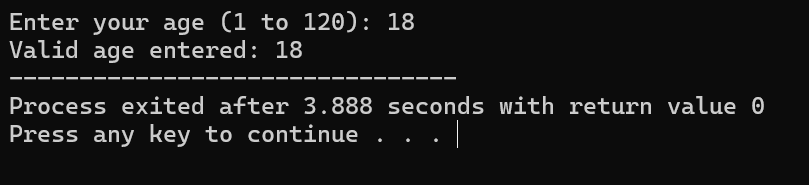 Enter your age (1 to 120): 18
Valid age entered: 18
--------------------------------
Process exited after 3.888 seconds with return value 0
Press any key to continue . . .